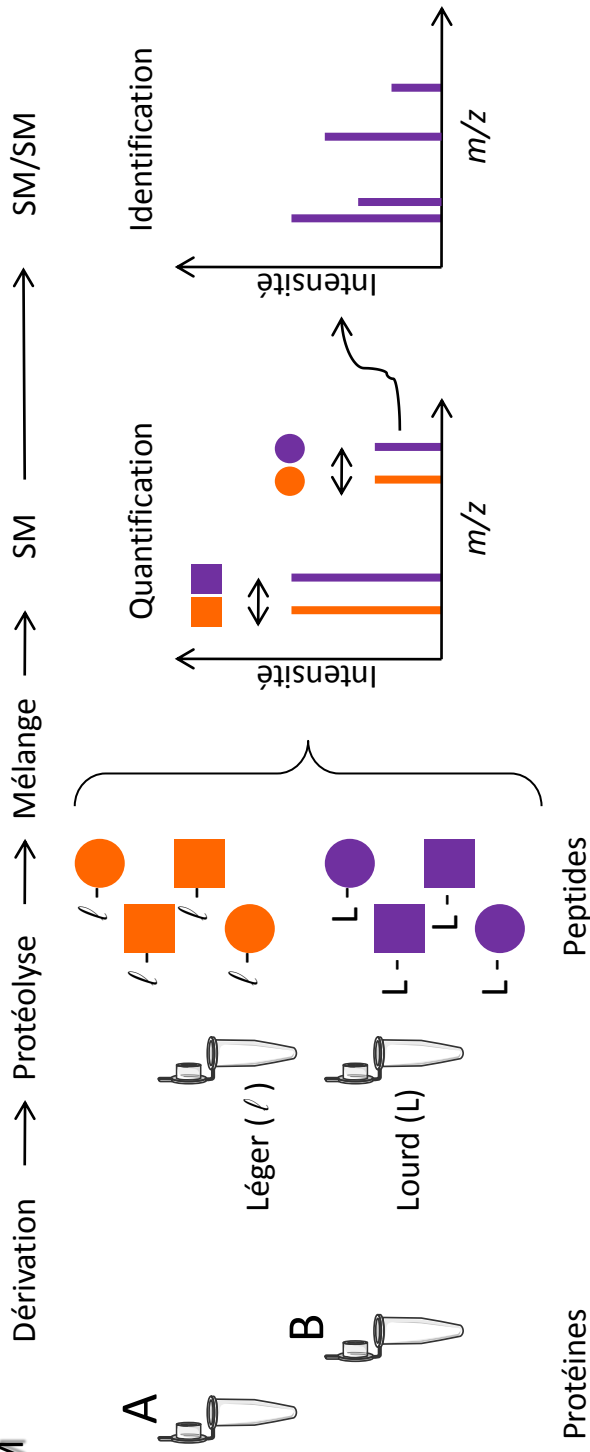 Dérivation → Protéolyse → Mélange → SM → SM/SM
A
B
Protéines
Léger (ℓ)
Lourd (L)
ℓ
ℓ
ℓ
ℓ
L
L
L
L
Peptides
Quantification
Intensité
m/z
Identification
Intensité
m/z